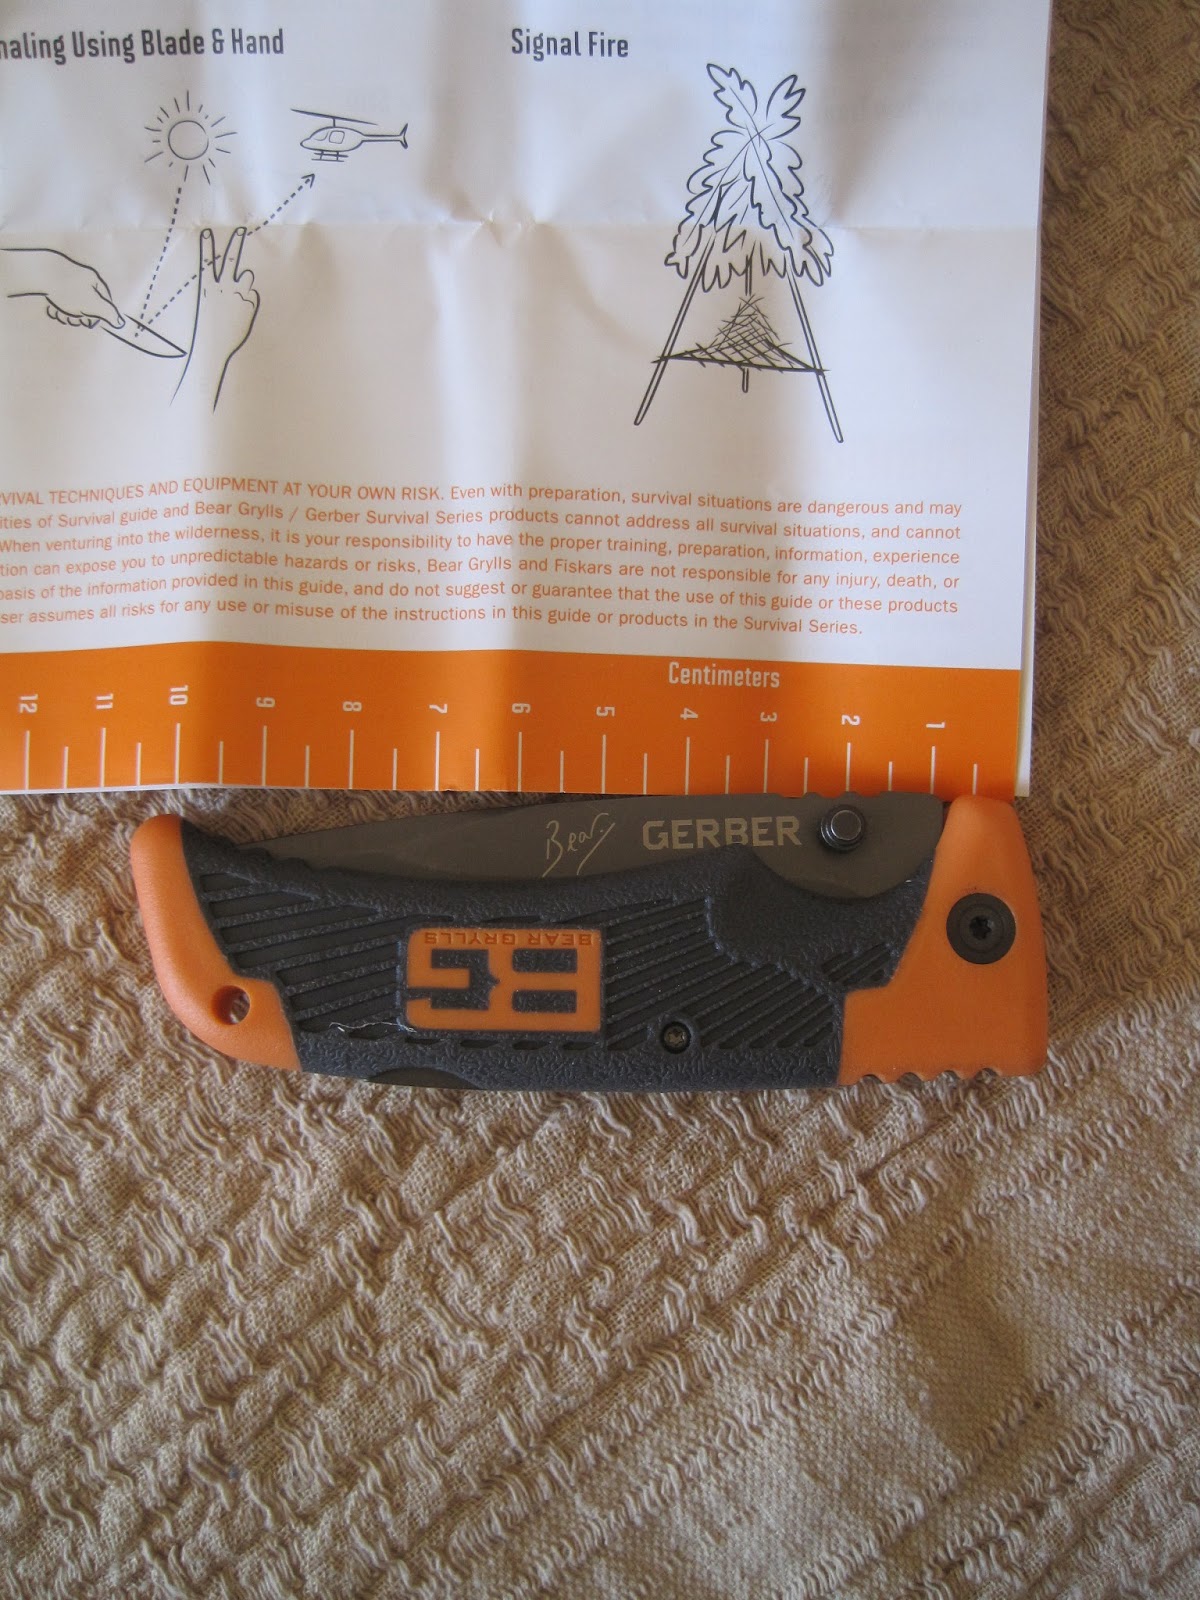 naling Using Blade & Hand
Signal Fire
RVIVAL TECHNIQUES AND EQUIPMENT AT YOUR OWN RISK. Even with preparation, survival situations are dangerous and may
ities of Survival guide and Bear Grylls / Gerber Survival Series products cannot address all survival situations, and cannot
When venturing into the wilderness, it is your responsibility to have the proper training, preparation, information, experience
tion can expose you to unpredictable hazards or risks, Bear Grylls and Fiskars are not responsible for any injury, death, or
basis of the information provided in this guide, and do not suggest or guarantee that the use of this guide or these products
ser assumes all risks for any use or misuse of the instructions in this guide or products in the Survival Series.
Centimeters
12 11 10 9 8 7 6 5 4 3 2 1
Bear GERBER
BEAR GRYLLS
BG